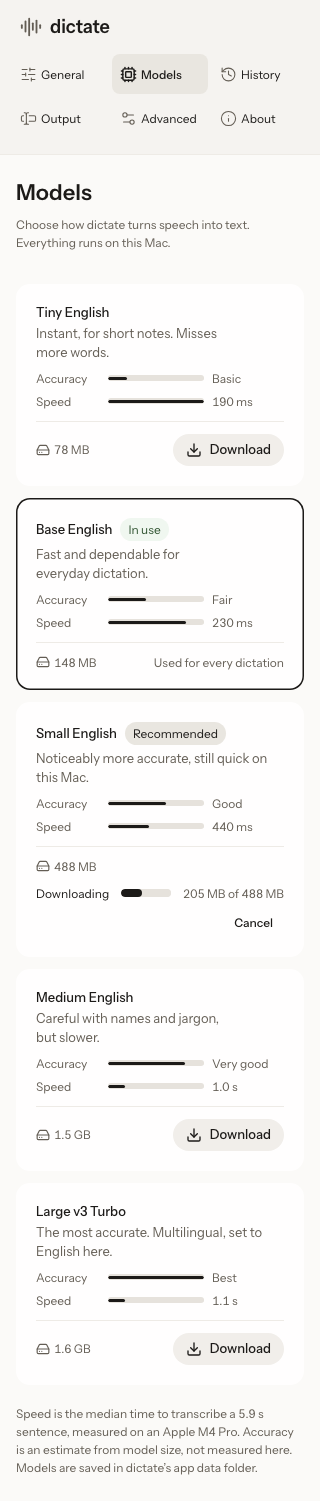 dictate
General
Models
History
Output
Advanced
About
Models
Choose how dictate turns speech into text.
Everything runs on this Mac.
Tiny English
Instant, for short notes. Misses
more words.
Accuracy Basic
Speed 190 ms
78 MB Download
Base English In use
Fast and dependable for
everyday dictation.
Accuracy Fair
Speed 230 ms
148 MB Used for every dictation
Small English Recommended
Noticeably more accurate, still quick on
this Mac.
Accuracy Good
Speed 440 ms
488 MB
Downloading 205 MB of 488 MB
Cancel
Medium English
Careful with names and jargon,
but slower.
Accuracy Very good
Speed 1.0 s
1.5 GB Download
Large v3 Turbo
The most accurate. Multilingual, set to
English here.
Accuracy Best
Speed 1.1 s
1.6 GB Download
Speed is the median time to transcribe a 5.9 s
sentence, measured on an Apple M4 Pro. Accuracy
is an estimate from model size, not measured here.
Models are saved in dictate's app data folder.